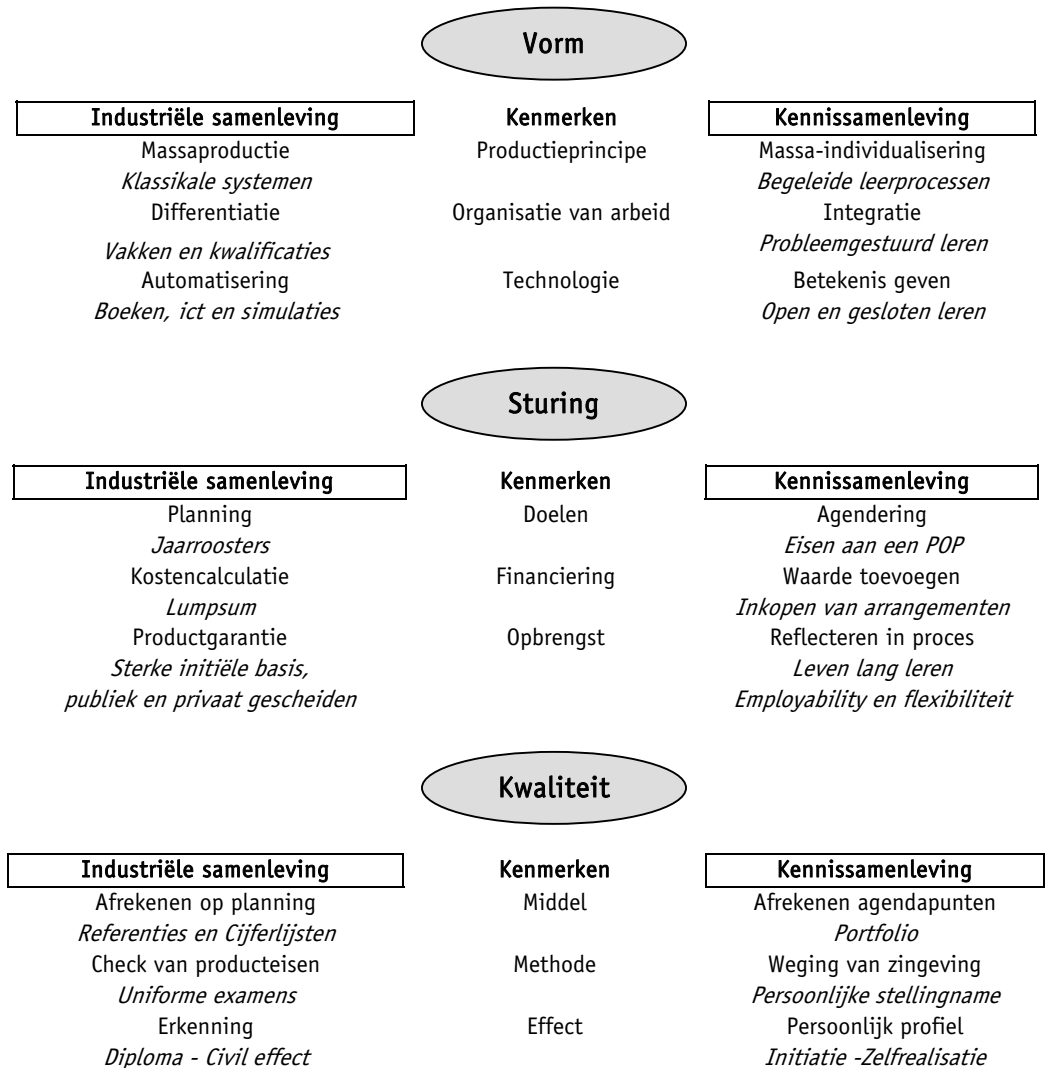 Vorm
Industriële samenleving Kenmerken Kennissamenleving
Massaproductie Productieprincipe Massa-individualisering
Klassikale systemen Begeleide leerprocessen
Differentiatie Organisatie van arbeid Integratie
Vakken en kwalificaties Probleemgestuurd leren
Automatisering Technologie Betekenis geven
Boeken, ict en simulaties Open en gesloten leren
Sturing
Industriële samenleving Kenmerken Kennissamenleving
Planning Doelen Agendering
Jaarroosters Eisen aan een POP
Kostencalculatie Financiering Waarde toevoegen
Lumpsum Inkopen van arrangementen
Productgarantie Opbrengst Reflecteren in proces
Sterke initiële basis, Leven lang leren
publiek en privaat gescheiden Employability en flexibiliteit
Kwaliteit
Industriële samenleving Kenmerken Kennissamenleving
Afrekenen op planning Middel Afrekenen agendapunten
Referenties en Cijferlijsten Portfolio
Check van producteisen Methode Weging van zingeving
Uniforme examens Persoonlijke stellingname
Erkenning Effect Persoonlijk profiel
Diploma - Civil effect Initiatie -Zelfrealisatie